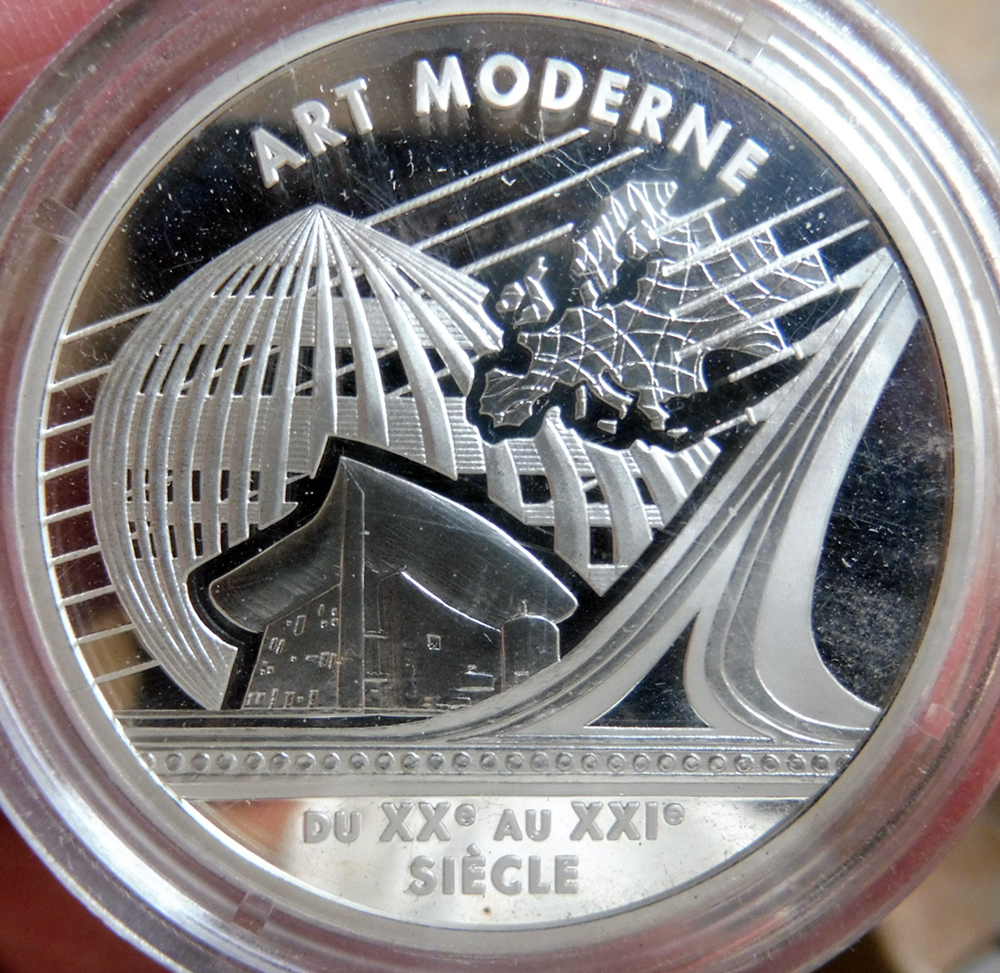 ART MODERNE
DU XXᵉ AU XXIᵉ
SIÈCLE